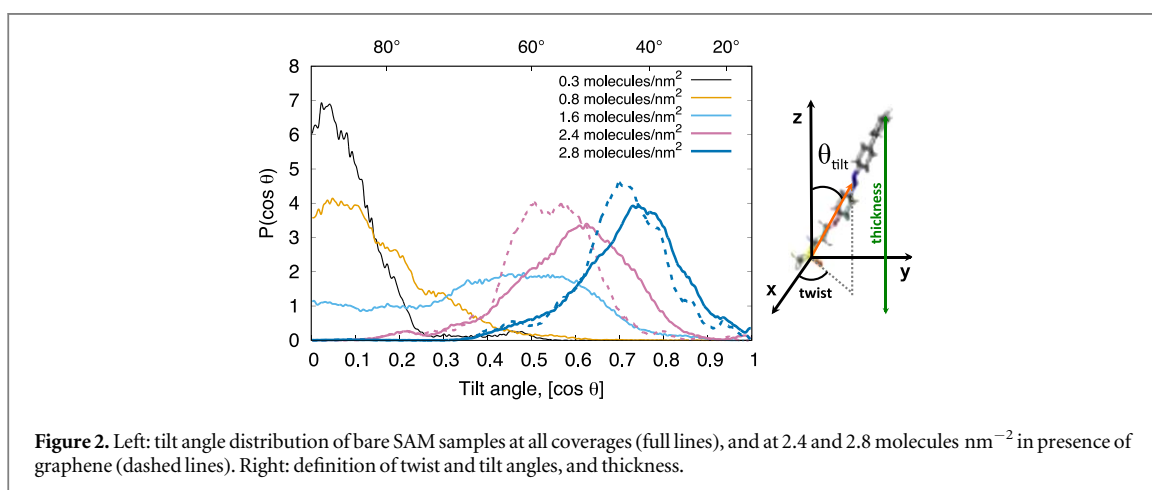 80° 60° 40° 20°
8
7
6
5
4
3
2
1
0
P(cos θ)
0.3 molecules/nm²
0.8 molecules/nm²
1.6 molecules/nm²
2.4 molecules/nm²
2.8 molecules/nm²
0 0.1 0.2 0.3 0.4 0.5 0.6 0.7 0.8 0.9 1
Tilt angle, [cos θ]
z
θtilt
thickness
y
x
twist
Figure 2. Left: tilt angle distribution of bare SAM samples at all coverages (full lines), and at 2.4 and 2.8 molecules nm⁻² in presence of
graphene (dashed lines). Right: definition of twist and tilt angles, and thickness.